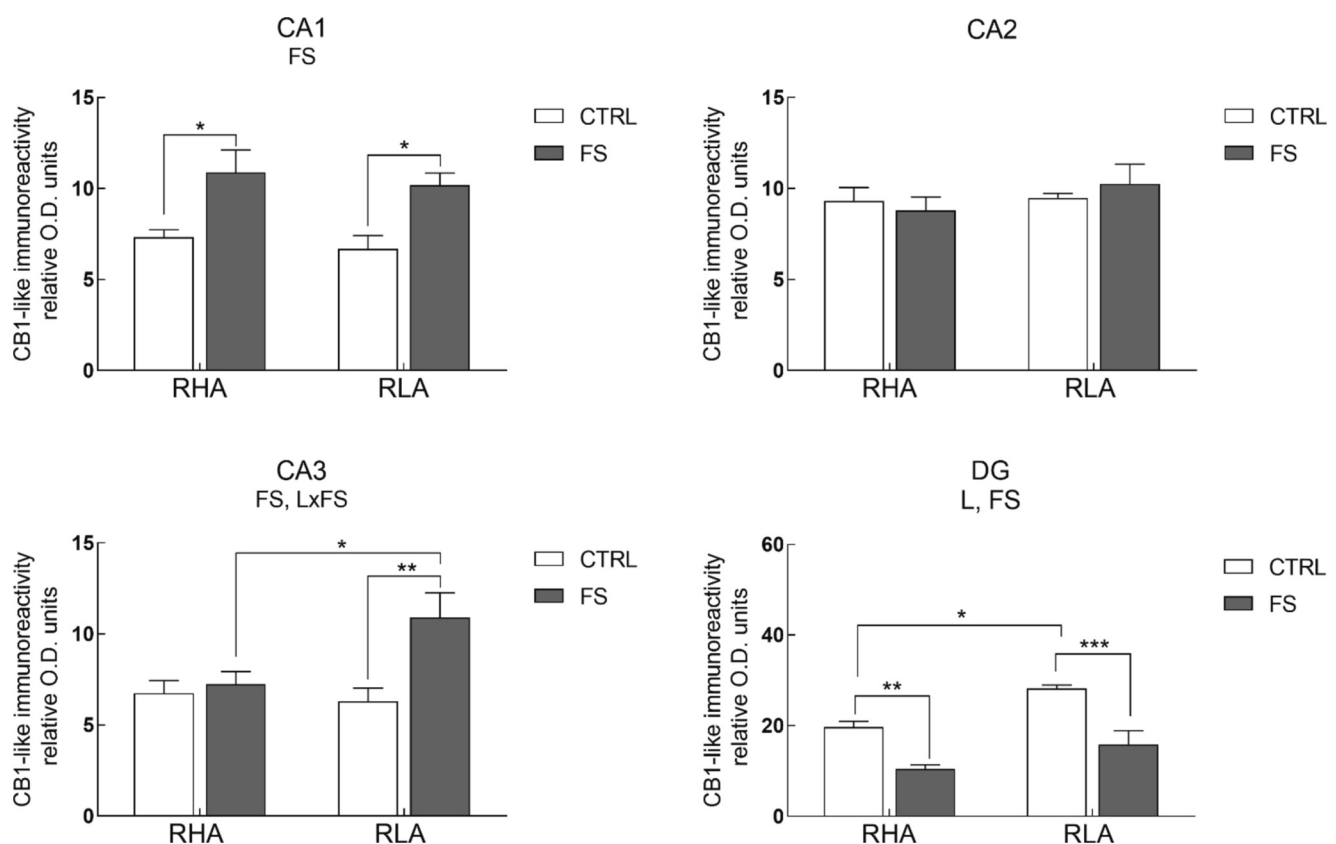 CA1
FS
CB1-like immunoreactivity
relative O.D. units
15
10
5
0
*
*
RHA
RLA
CTRL
FS
CA2
CB1-like immunoreactivity
relative O.D. units
15
10
5
0
RHA
RLA
CTRL
FS
CA3
FS, LxFS
CB1-like immunoreactivity
relative O.D. units
15
10
5
0
*
**
RHA
RLA
CTRL
FS
DG
L, FS
CB1-like immunoreactivity
relative O.D. units
60
40
20
0
*
**
***
RHA
RLA
CTRL
FS